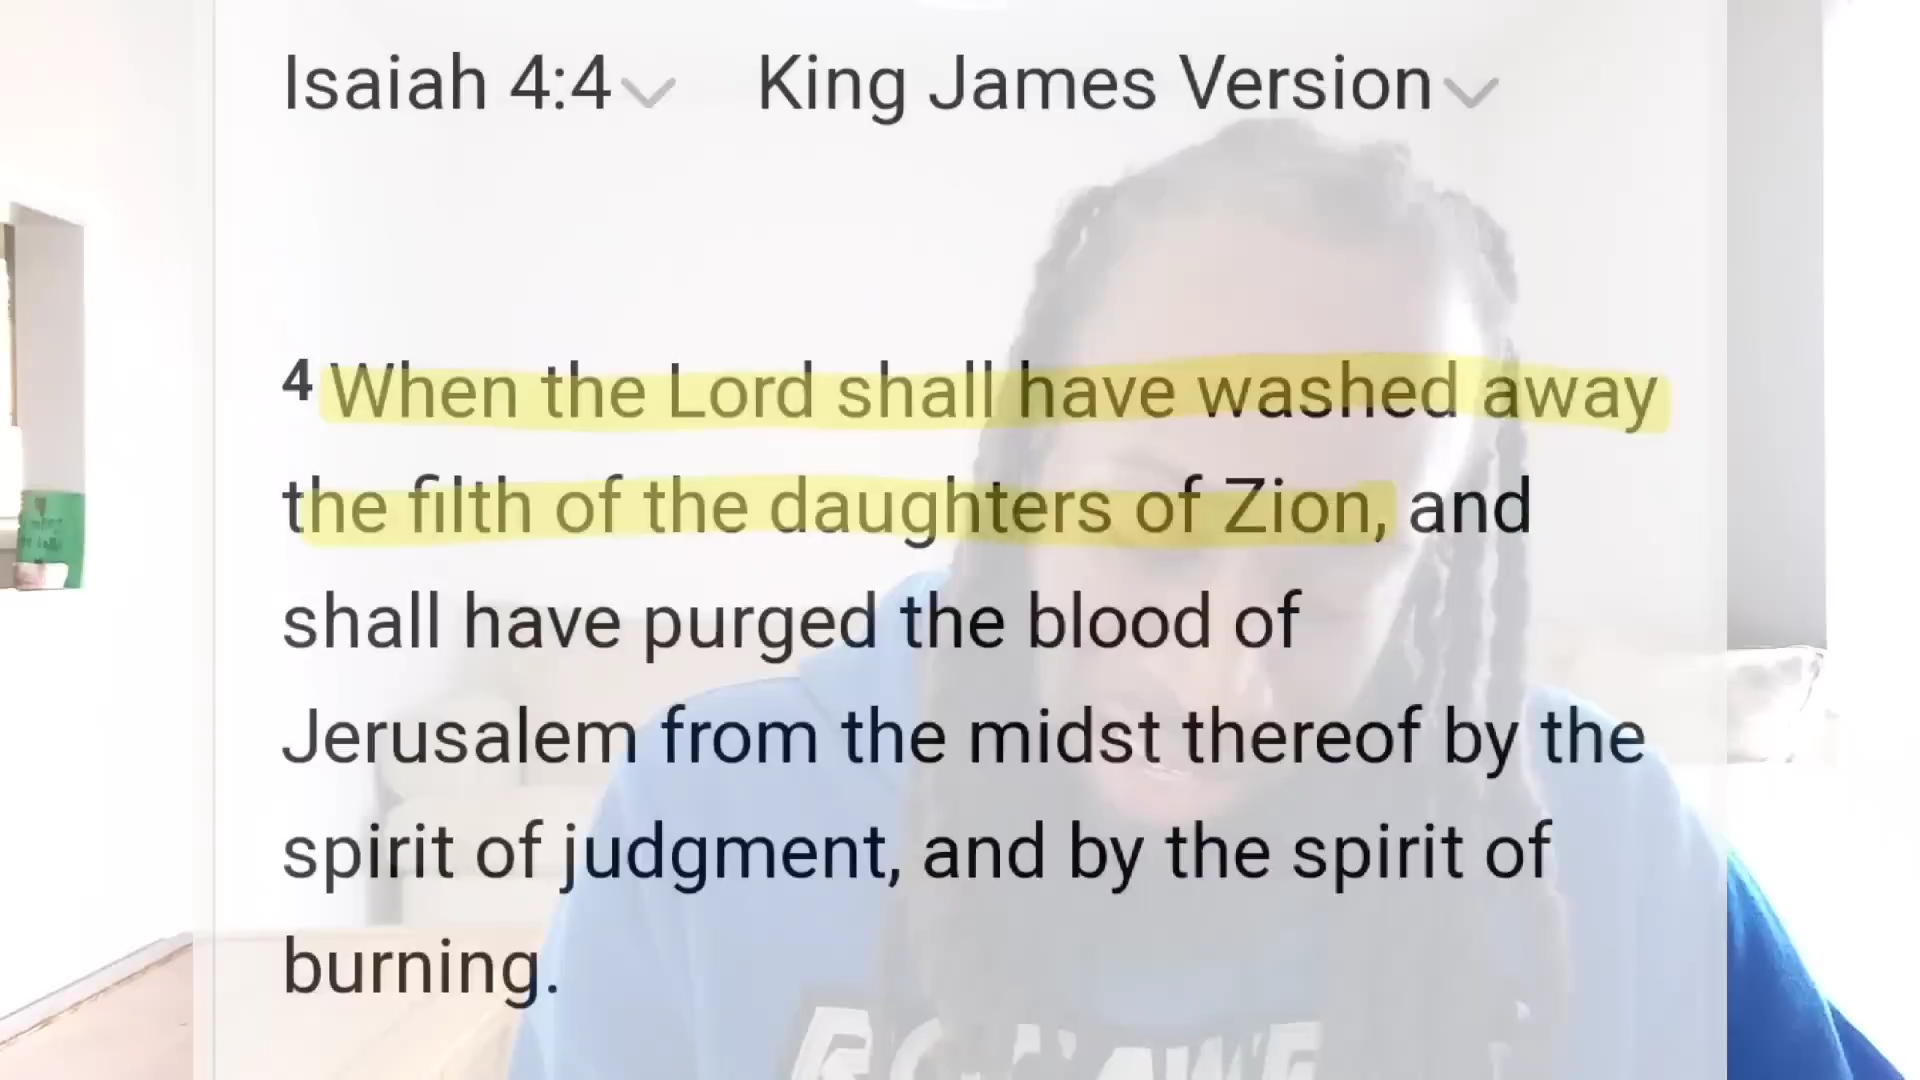 Isaiah 4:4 King James Version
4 When the Lord shall have washed away
the filth of the daughters of Zion, and
shall have purged the blood of
Jerusalem from the midst thereof by the
spirit of judgment, and by the spirit of
burning.